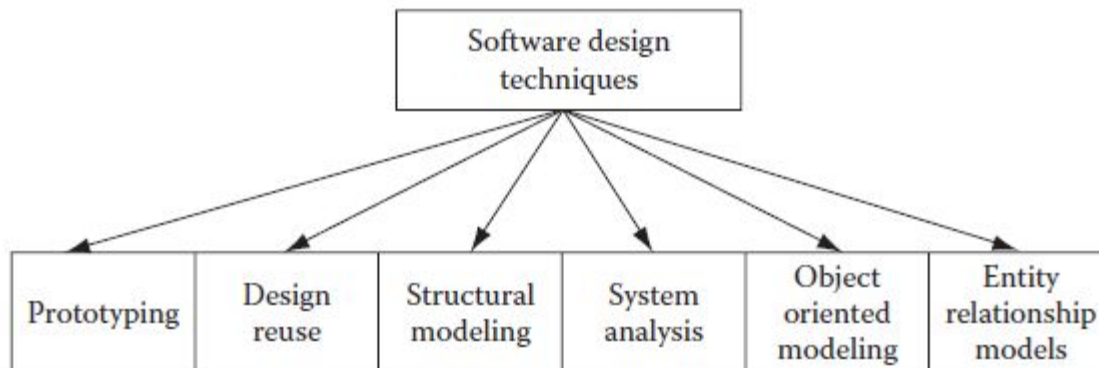 Software design
techniques
Prototyping
Design
reuse
Structural
modeling
System
analysis
Object
oriented
modeling
Entity
relationship
models